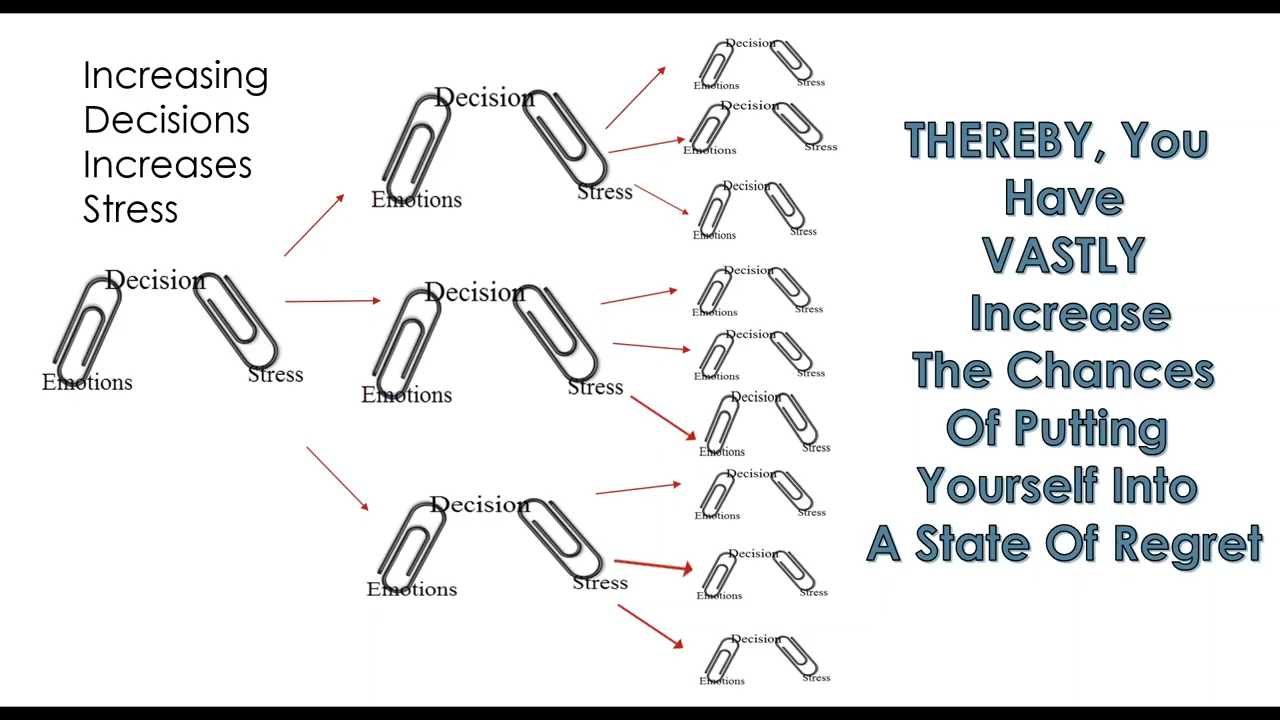 Increasing
Decisions
Increases
Stress
Decision
Emotions
Stress
Decision
Emotions
Stress
Decision
Emotions
Stress
Decision
Emotions
Stress
Decision
Emotions
Stress
Decision
Emotions
Stress
Decision
Emotions
Stress
Decision
Emotions
Stress
Decision
Emotions
Stress
Decision
Emotions
Stress
Decision
Emotions
Stress
Decision
Emotions
Stress
Decision
Emotions
Stress
THEREBY, You
Have
VASTLY
Increase
The Chances
Of Putting
Yourself Into
A State Of Regret